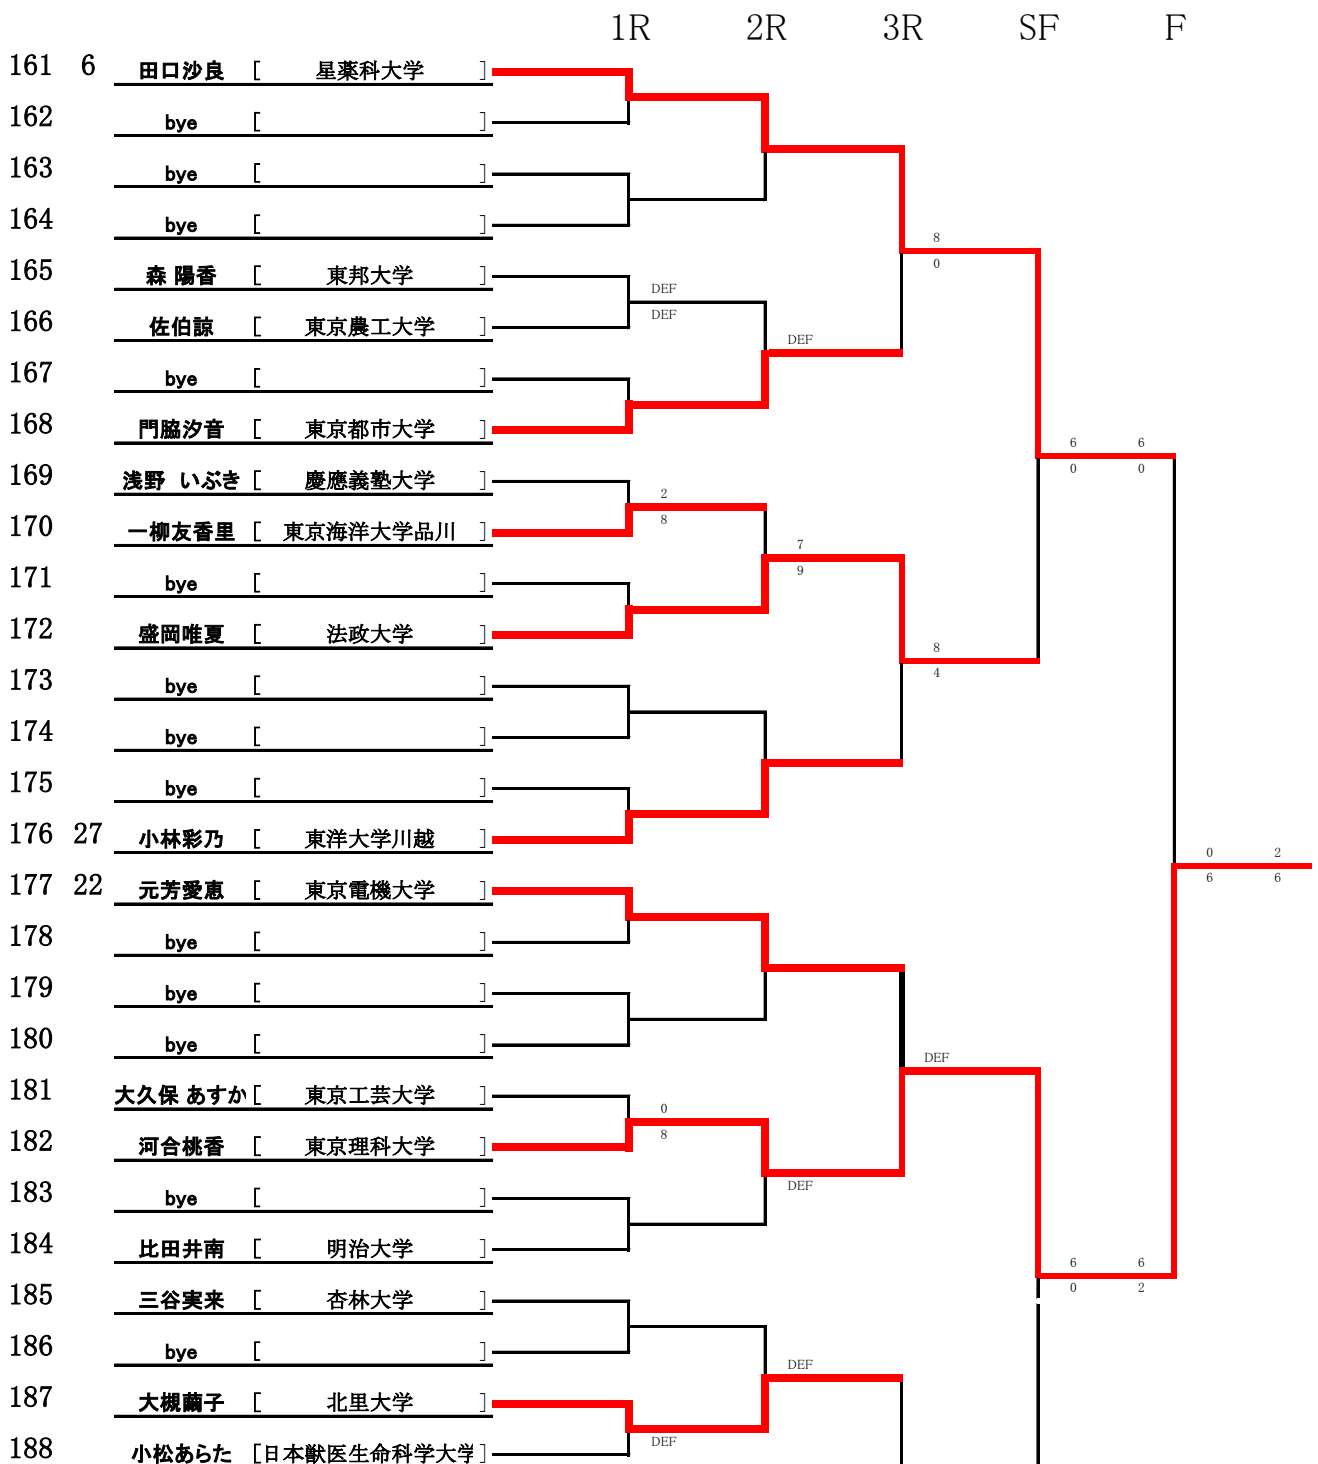 1R 2R 3R SF F
161 6 田口沙良 [ 星薬科大学 ]
162 bye [ ]
163 bye [ ]
164 bye [ ]
8
0
165 森 陽香 [ 東邦大学 ]
DEF
DEF
166 佐伯諒 [ 東京農工大学 ]
DEF
167 bye [ ]
168 門脇汐音 [ 東京都市大学 ]
6 6
0 0
169 浅野 いぶき [ 慶應義塾大学 ]
2
8
170 一柳友香里 [ 東京海洋大学品川 ]
7
9
171 bye [ ]
172 盛岡唯夏 [ 法政大学 ]
8
4
173 bye [ ]
174 bye [ ]
175 bye [ ]
176 27 小林彩乃 [ 東洋大学川越 ]
0 2
6 6
177 22 元芳愛恵 [ 東京電機大学 ]
178 bye [ ]
179 bye [ ]
180 bye [ ]
DEF
181 大久保 あすか [ 東京工芸大学 ]
0
8
182 河合桃香 [ 東京理科大学 ]
DEF
183 bye [ ]
184 比田井南 [ 明治大学 ]
6 6
0 2
185 三谷実来 [ 杏林大学 ]
186 bye [ ]
DEF
187 大槻繭子 [ 北里大学 ]
DEF
188 小松あらた [日本獣医生命科学大学 ]